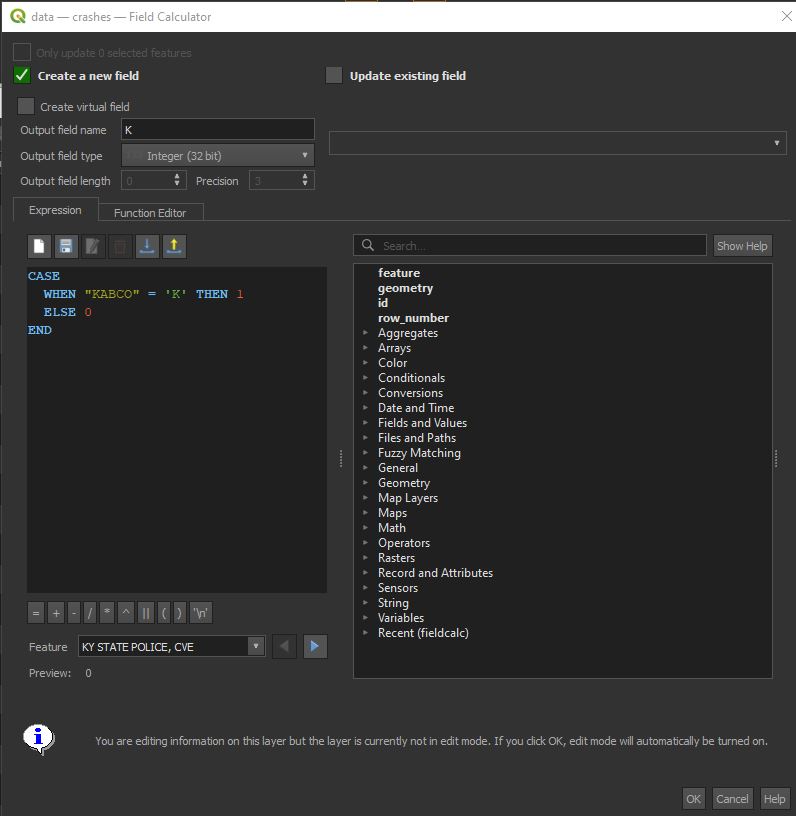 data — crashes — Field Calculator
Only update 0 selected features
Create a new field
Update existing field
Create virtual field
Output field name
K
Output field type
Integer (32 bit)
Output field length
0
Precision
3
Expression
Function Editor
Search...
Show Help
CASE
WHEN "KABCO" = 'K' THEN 1
ELSE 0
END
feature
geometry
id
row_number
Aggregates
Arrays
Color
Conditionals
Conversions
Date and Time
Fields and Values
Files and Paths
Fuzzy Matching
General
Geometry
Map Layers
Maps
Math
Operators
Rasters
Record and Attributes
Sensors
String
Variables
Recent (fieldcalc)
= + - / * ^ || ( ) '\n'
Feature
KY STATE POLICE, CVE
Preview: 0
You are editing information on this layer but the layer is currently not in edit mode. If you click OK, edit mode will automatically be turned on.
OK
Cancel
Help